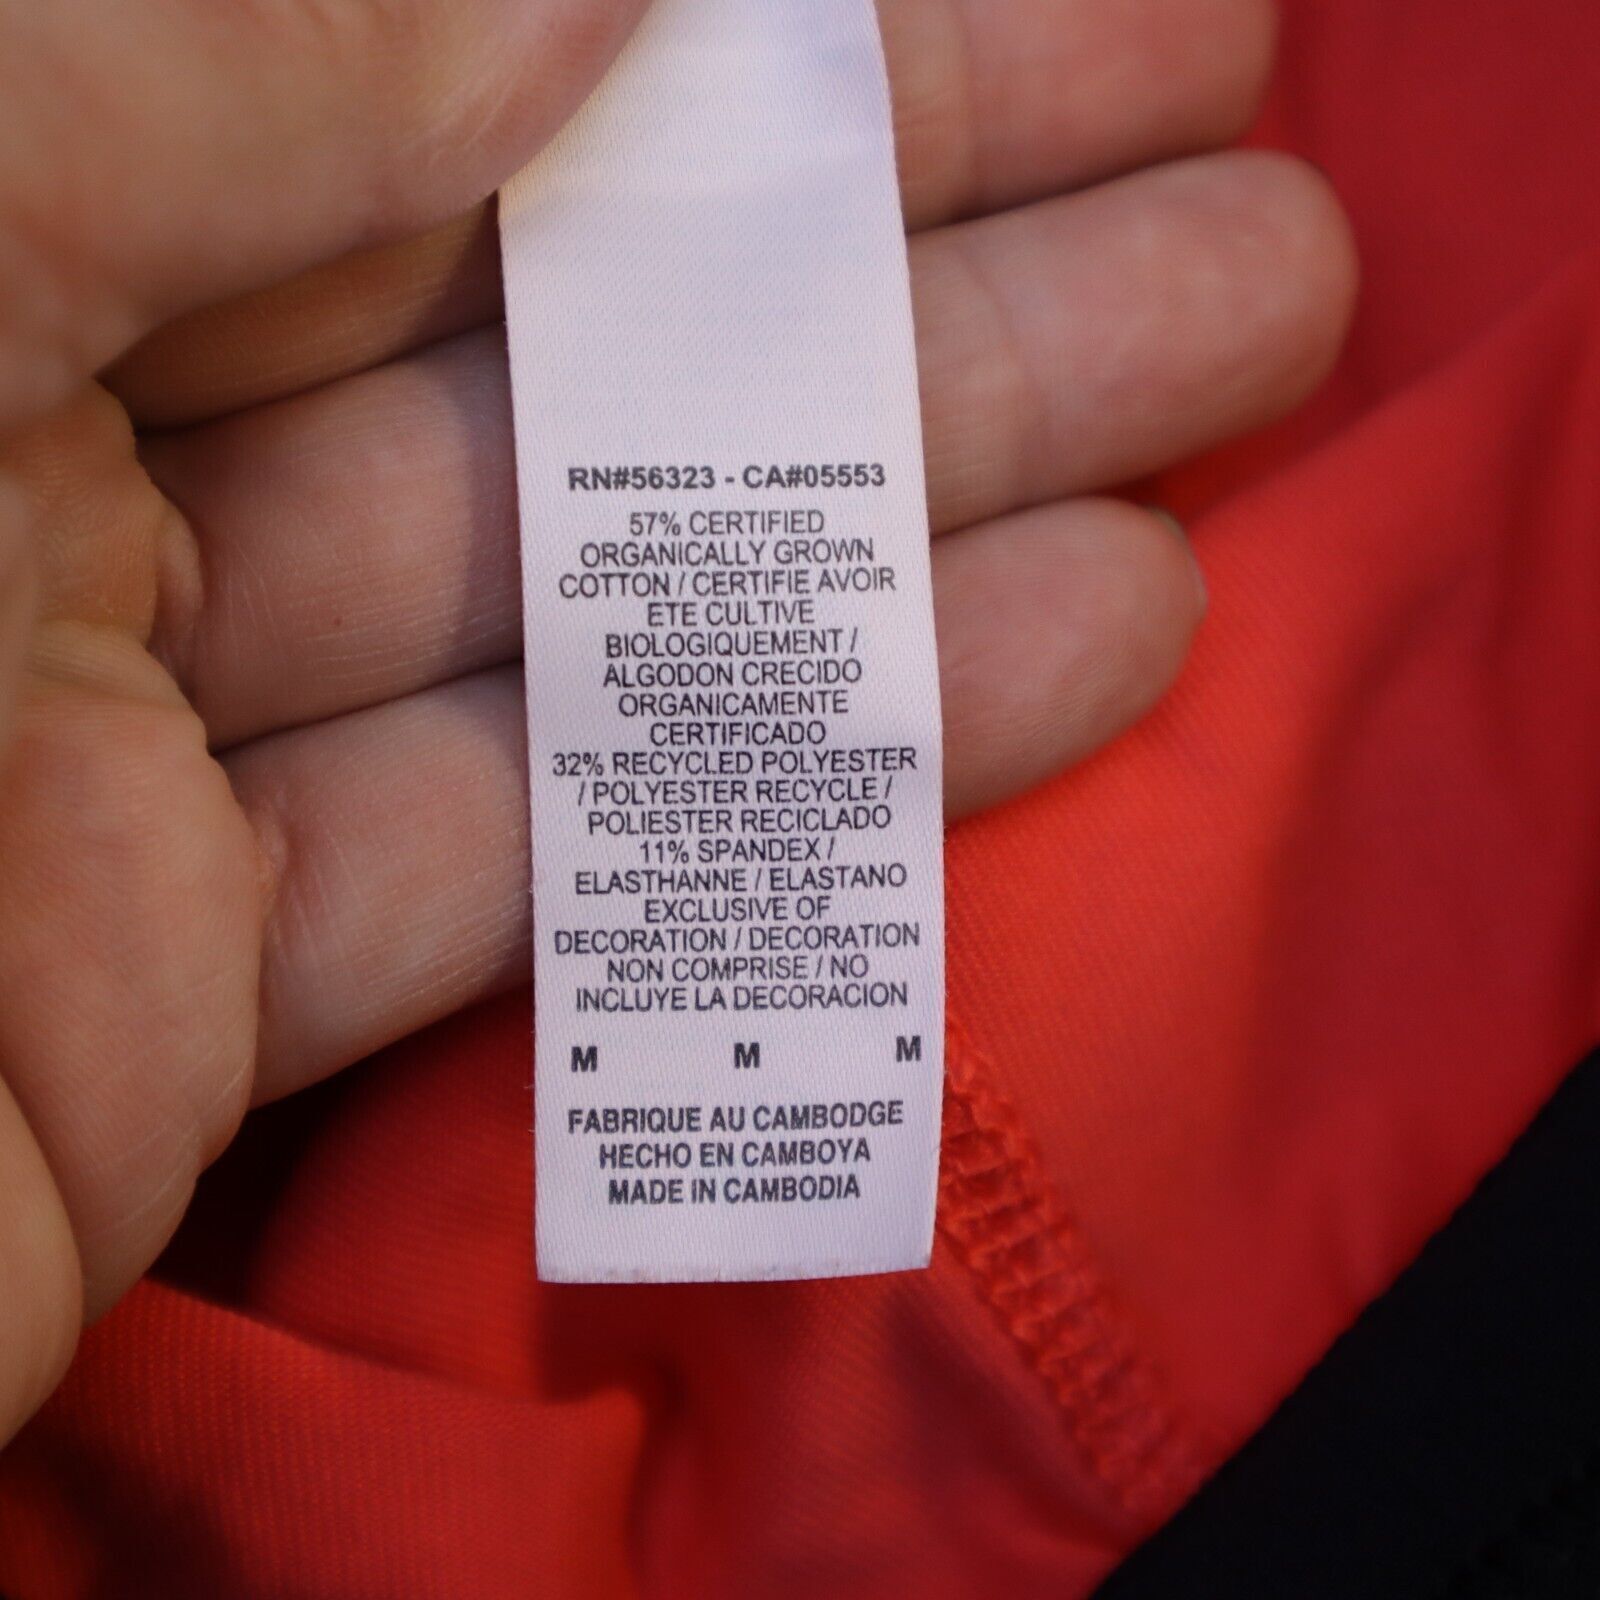 RN#56323 - CA#05553
57% CERTIFIED
ORGANICALLY GROWN
COTTON / CERTIFIE AVOIR
ETE CULTIVE
BIOLOGIQUEMENT /
ALGODON CRECIDO
ORGANICAMENTE
CERTIFICADO
32% RECYCLED POLYESTER
/ POLYESTER RECYCLE /
POLIESTER RECICLADO
11% SPANDEX /
ELASTHANNE / ELASTANO
EXCLUSIVE OF
DECORATION / DECORATION
NON COMPRISE / NO
INCLUYE LA DECORACION
M M M
FABRIQUE AU CAMBODGE
HECHO EN CAMBOYA
MADE IN CAMBODIA